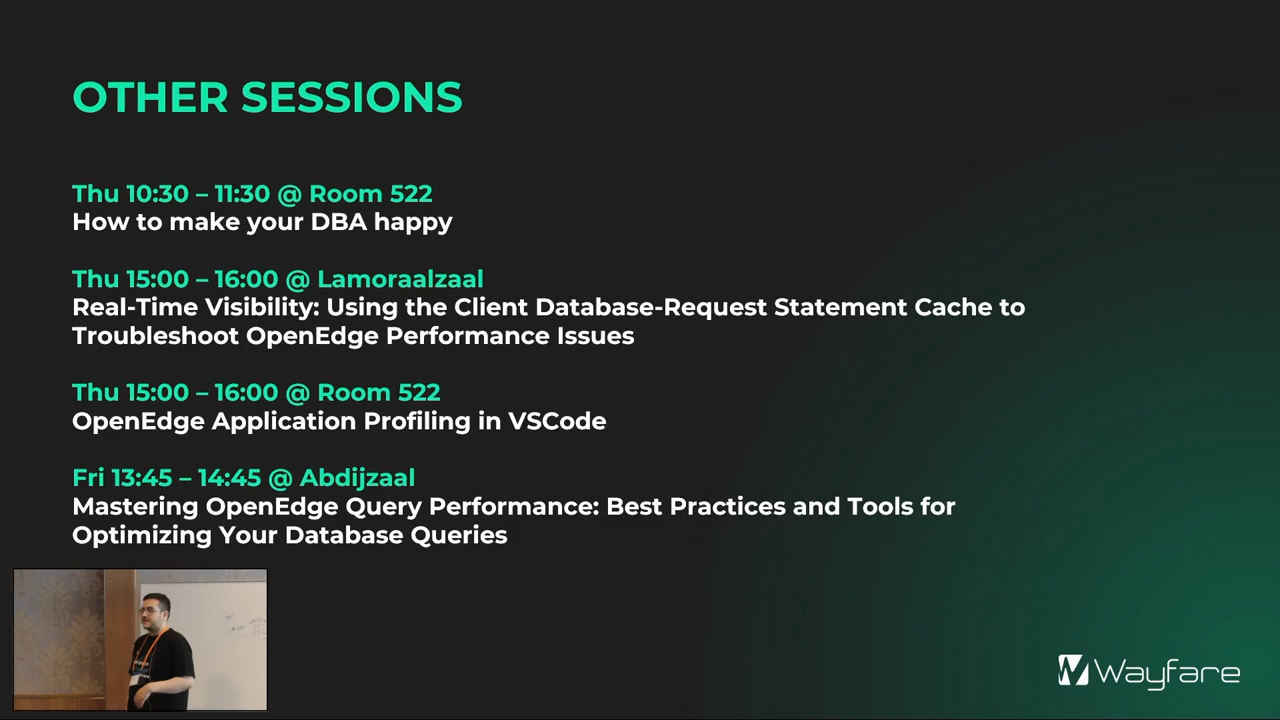 OTHER SESSIONS
Thu 10:30 – 11:30 @ Room 522
How to make your DBA happy
Thu 15:00 – 16:00 @ Lamoraalzaal
Real-Time Visibility: Using the Client Database-Request Statement Cache to
Troubleshoot OpenEdge Performance Issues
Thu 15:00 – 16:00 @ Room 522
OpenEdge Application Profiling in VSCode
Fri 13:45 – 14:45 @ Abdijzaal
Mastering OpenEdge Query Performance: Best Practices and Tools for
Optimizing Your Database Queries
Wayfare